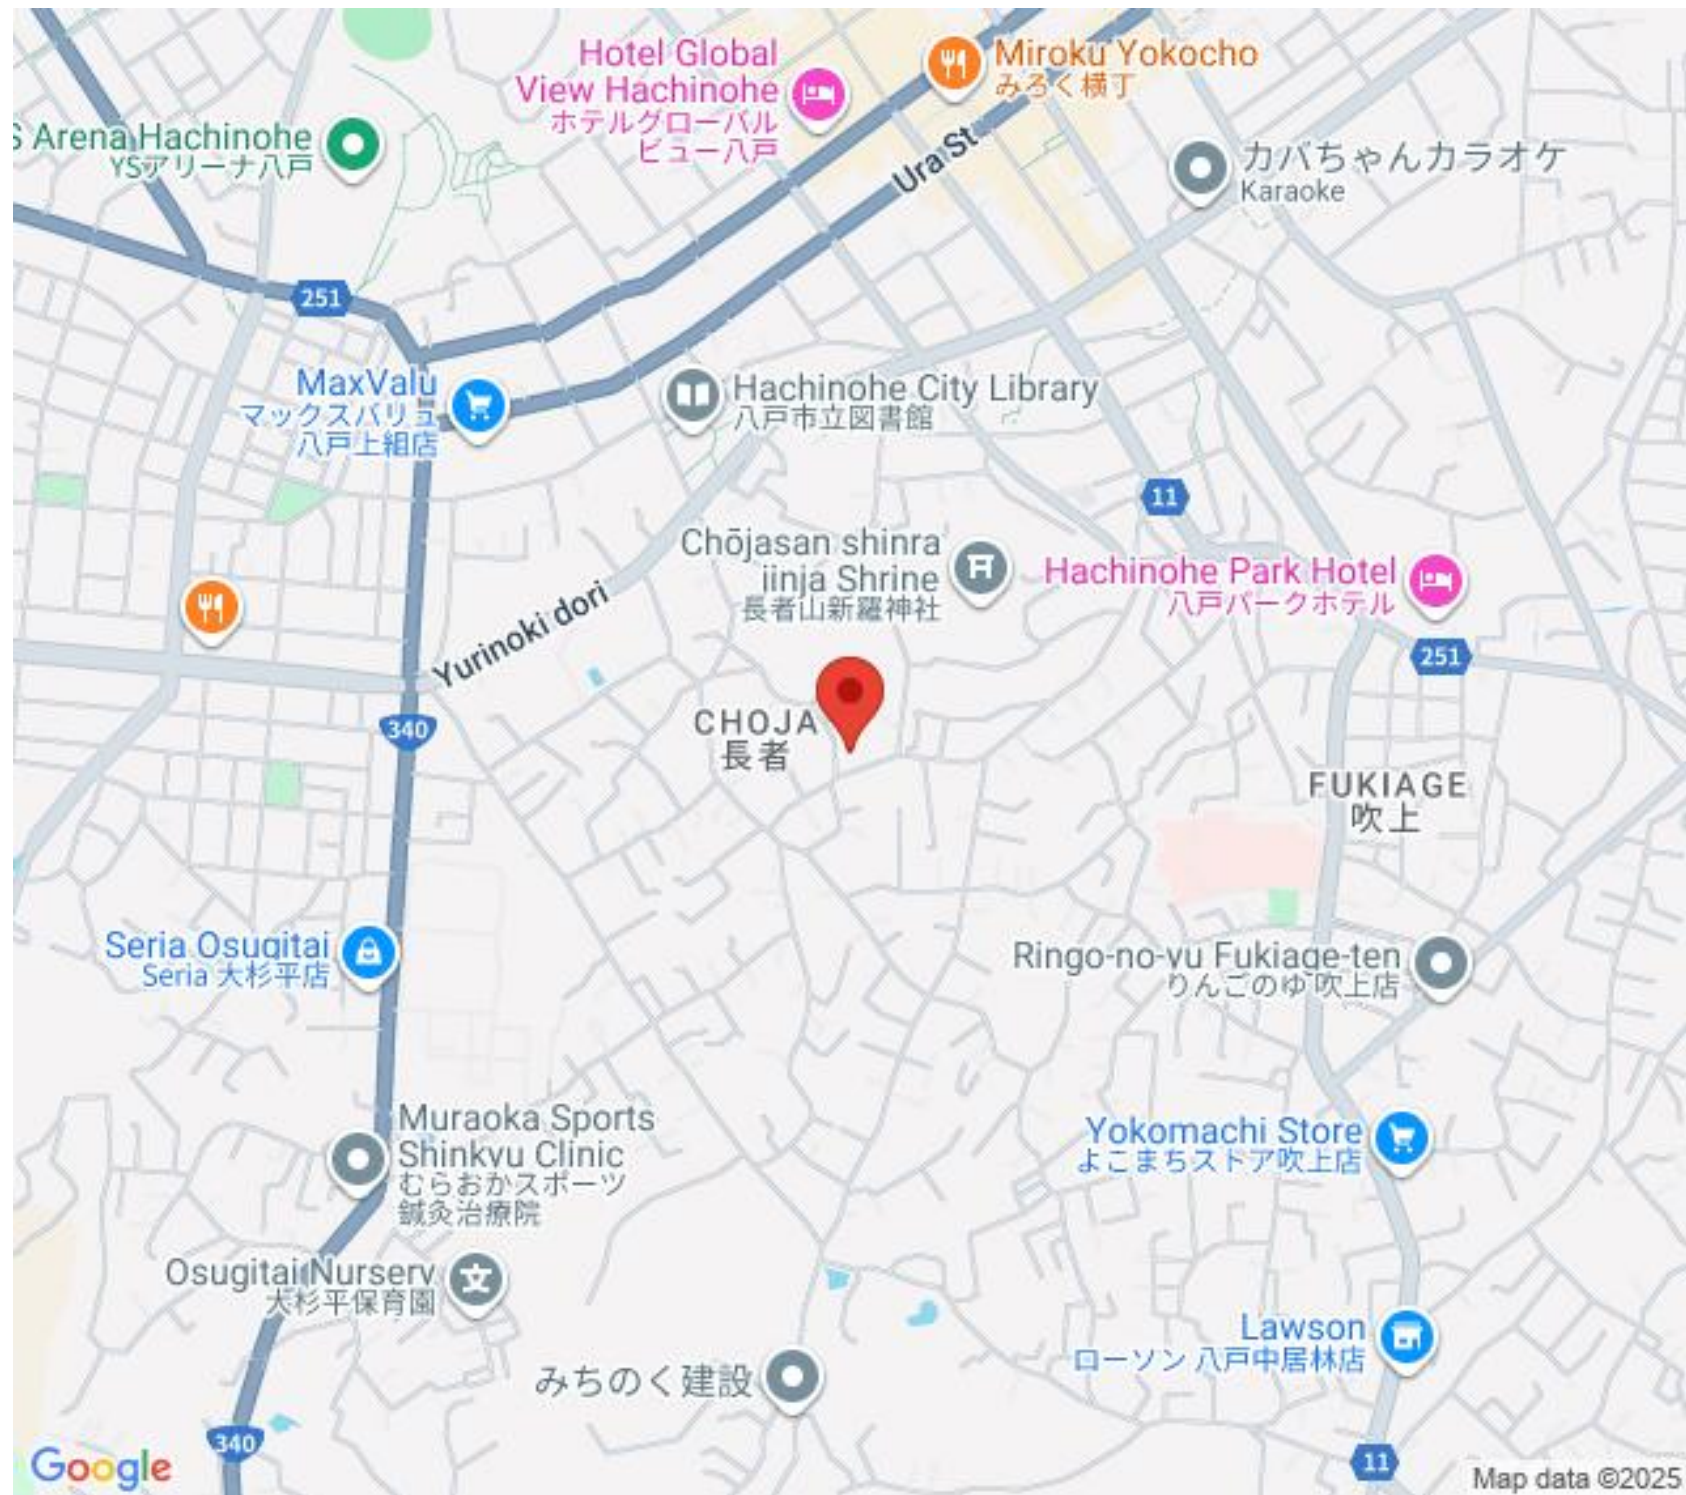 Hotel Global
View Hachinohe
ホテルグローバル
ビュー八戸
Miroku Yokocho
みろく横丁
S Arena Hachinohe
YSアリーナ八戸
Ura St
カバちゃんカラオケ
Karaoke
251
MaxValu
マックスバリュ
八戸上組店
Hachinohe City Library
八戸市立図書館
11
Chōjasan shinra
jinja Shrine
長者山新羅神社
Hachinohe Park Hotel
八戸パークホテル
Yurinoki dori
251
340
CHOJA
長者
FUKIAGE
吹上
Seria Osugitai
Seria 大杉平店
Ringo-no-yu Fukiage-ten
りんごのゆ 吹上店
Muraoka Sports
Shinkyu Clinic
むらおかスポーツ
鍼灸治療院
Yokomachi Store
よこまちストア吹上店
Osugitai Nursery
大杉平保育園
Lawson
ローソン 八戸中居林店
みちのく建設
340
11
Google
Map data ©2025